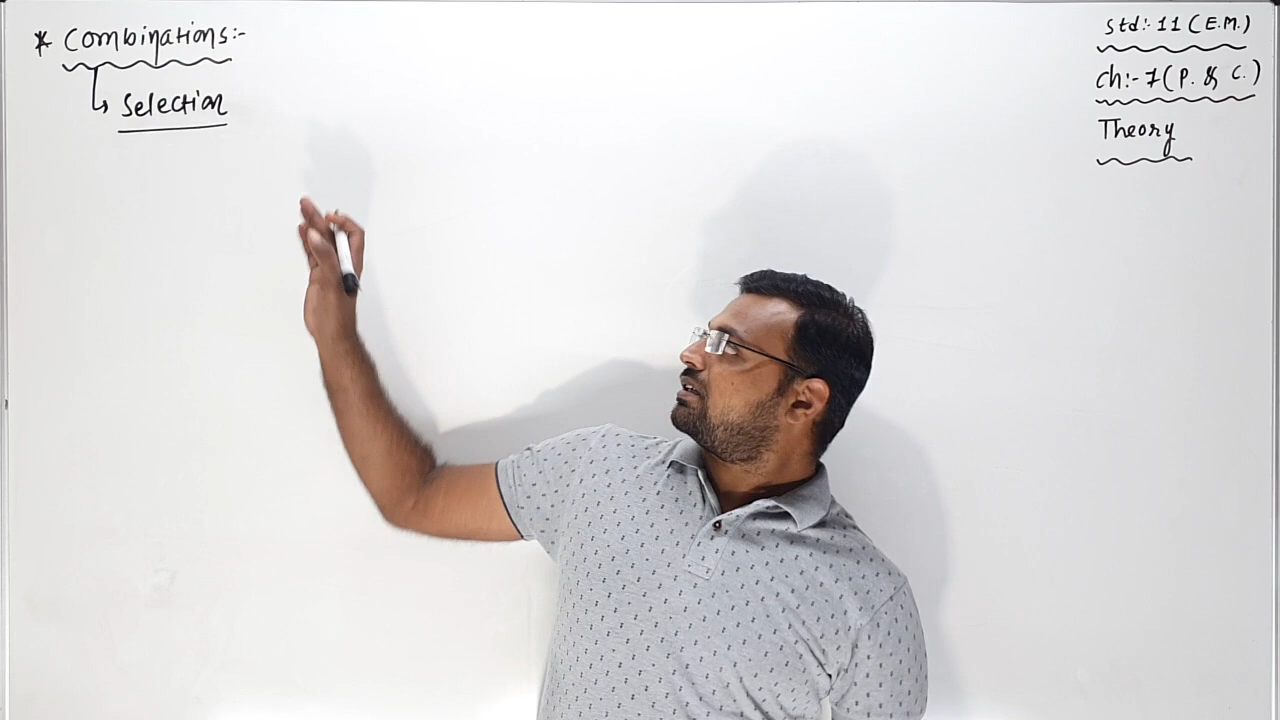 * Combinations:-
↳ Selection
Std:- 11 (E.M.)
Ch:- 7 (P. & C.)
Theory